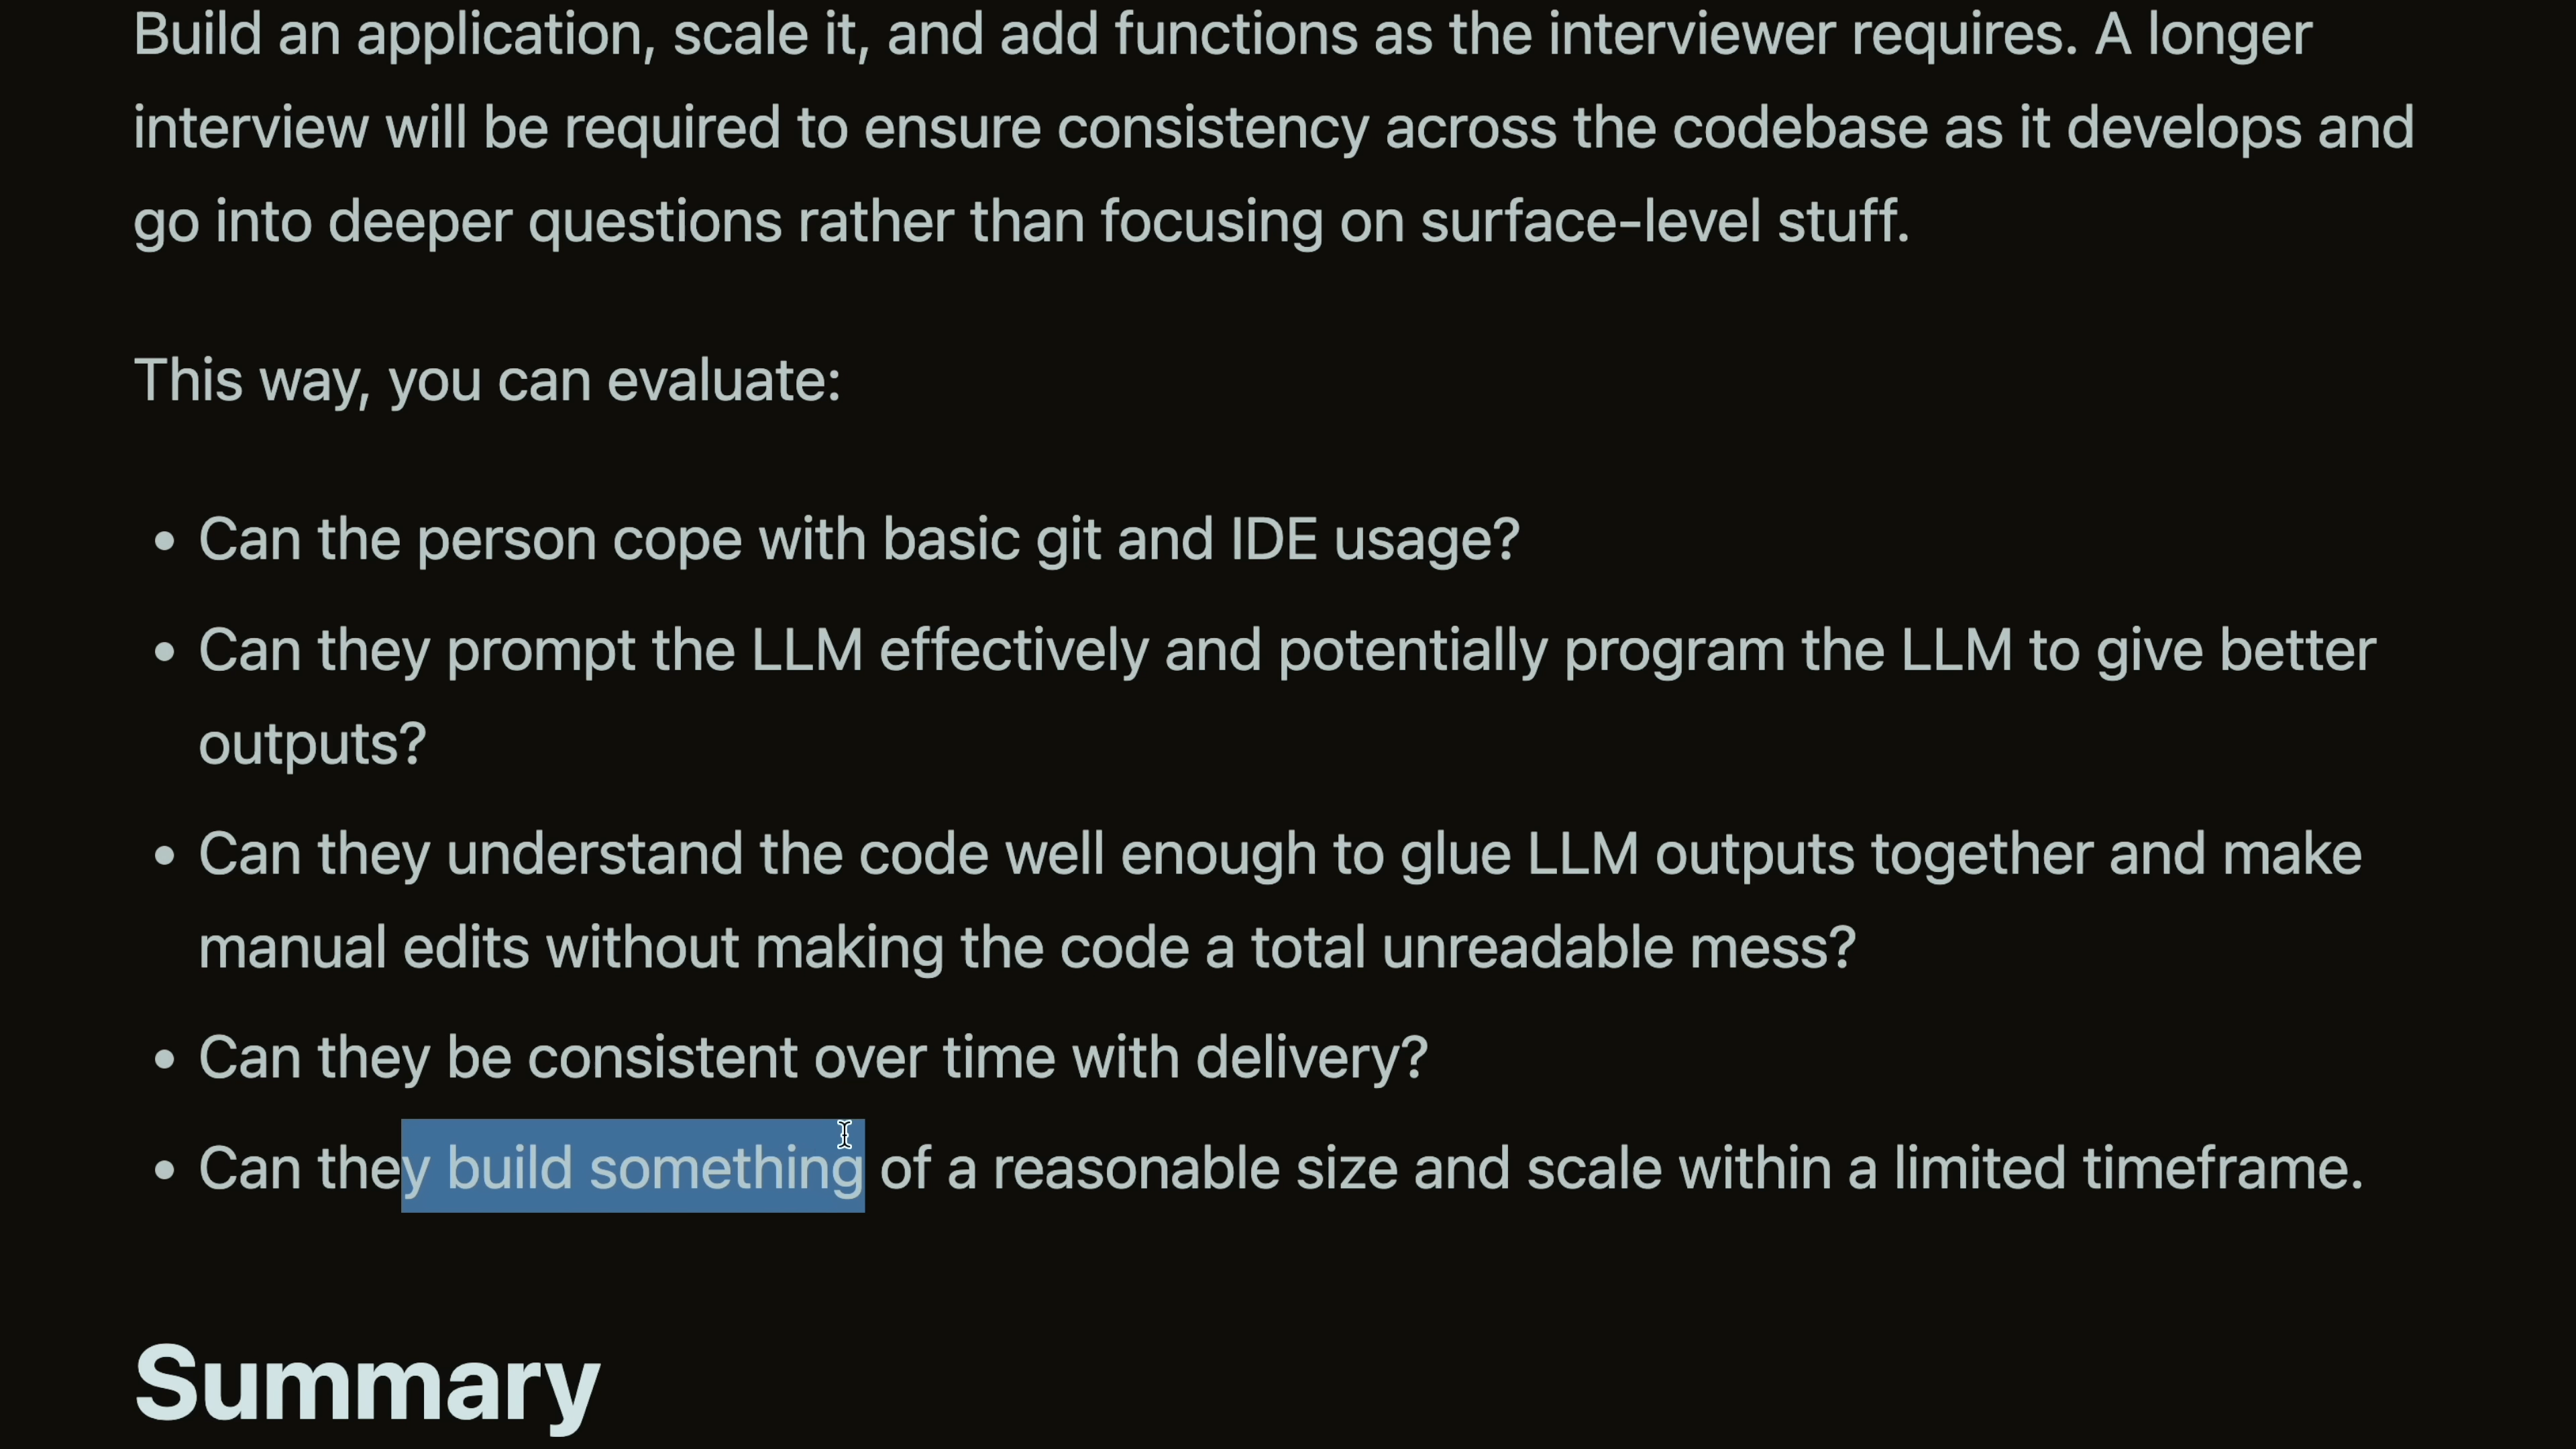 Build an application, scale it, and add functions as the interviewer requires. A longer
interview will be required to ensure consistency across the codebase as it develops and
go into deeper questions rather than focusing on surface-level stuff.
This way, you can evaluate:
• Can the person cope with basic git and IDE usage?
• Can they prompt the LLM effectively and potentially program the LLM to give better
outputs?
• Can they understand the code well enough to glue LLM outputs together and make
manual edits without making the code a total unreadable mess?
• Can they be consistent over time with delivery?
• Can they build something of a reasonable size and scale within a limited timeframe.
Summary